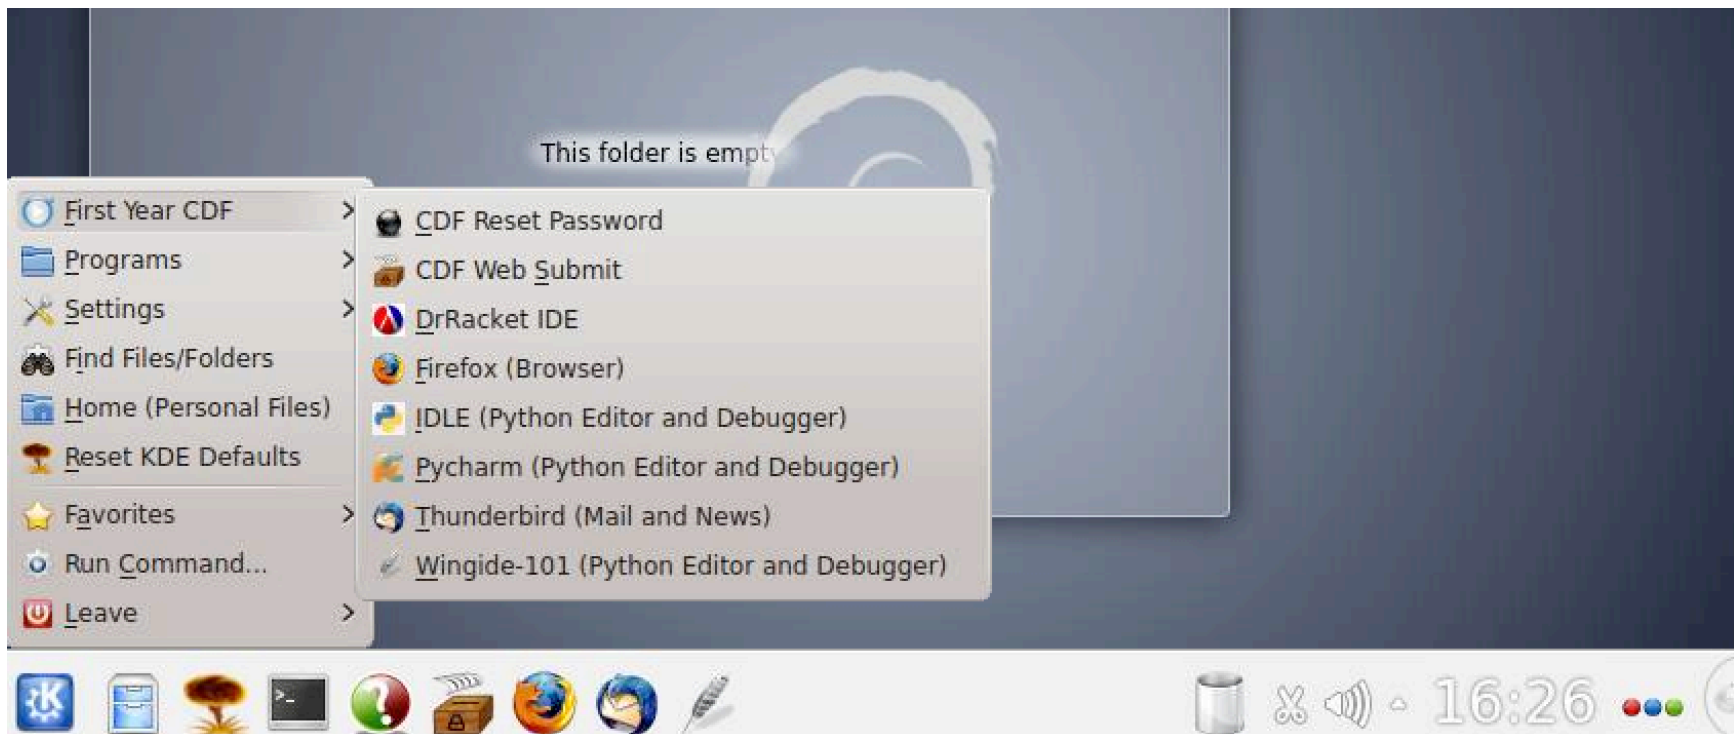 This folder is empty
First Year CDF
Programs
Settings
Find Files/Folders
Home (Personal Files)
Reset KDE Defaults
Favorites
Run Command...
Leave
CDF Reset Password
CDF Web Submit
DrRacket IDE
Firefox (Browser)
IDLE (Python Editor and Debugger)
Pycharm (Python Editor and Debugger)
Thunderbird (Mail and News)
Wingide-101 (Python Editor and Debugger)
16:26